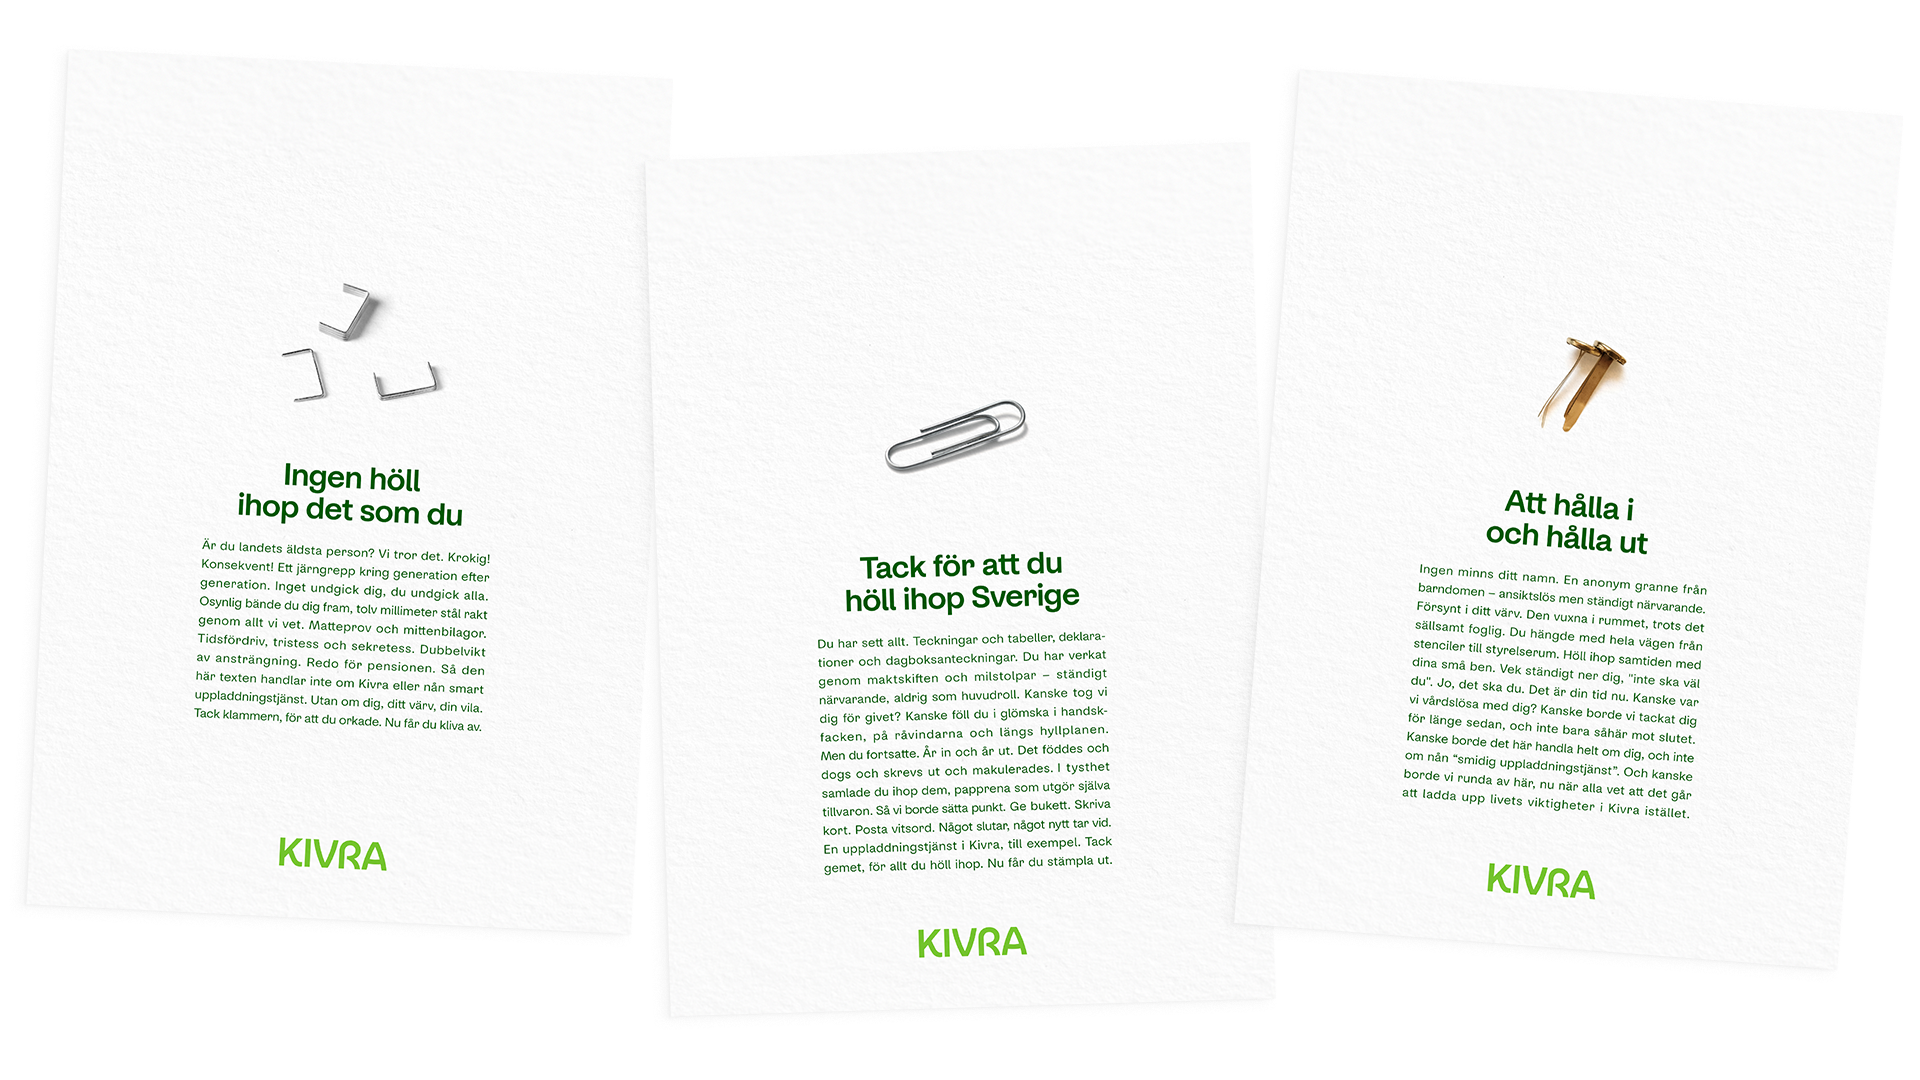 Ingen höll
ihop det som du
Är du landets äldsta person? Vi tror det. Krokig!
Konsekvent! Ett järngrepp kring generation efter
generation. Inget undgick dig, du undgick alla.
Osynlig bände du dig fram, tolv millimeter stål rakt
genom allt vi vet. Matteprov och mittenbilagor.
Tidsfördriv, tristess och sekretess. Dubbelvikt
av ansträngning. Redo för pensionen. Så den
här texten handlar inte om Kivra eller nån smart
uppladdningstjänst. Utan om dig, ditt värv, din vila.
Tack klammern, för att du orkade. Nu får du kliva av.
KIVRA
Tack för att du
höll ihop Sverige
Du har sett allt. Teckningar och tabeller, deklara-
tioner och dagboksanteckningar. Du har verkat
genom maktskiften och milstolpar – ständigt
närvarande, aldrig som huvudroll. Kanske tog vi
dig för givet? Kanske föll du i glömska i handsk-
facken, på råvindarna och längs hyllplanen.
Men du fortsatte. År in och år ut. Det föddes och
dogs och skrevs ut och makulerades. I tysthet
samlade du ihop dem, papprena som utgör själva
tillvaron. Så vi borde sätta punkt. Ge bukett. Skriva
kort. Posta vitsord. Något slutar, något nytt tar vid.
En uppladdningstjänst i Kivra, till exempel. Tack
gemet, för allt du höll ihop. Nu får du stämpla ut.
KIVRA
Att hålla i
och hålla ut
Ingen minns ditt namn. En anonym granne från
barndomen – ansiktslös men ständigt närvarande.
Försynt i ditt värv. Den vuxna i rummet, trots det
sällsamt foglig. Du hängde med hela vägen från
stenciler till styrelserum. Höll ihop samtiden med
dina små ben. Vek ständigt ner dig, "inte ska väl
du". Jo, det ska du. Det är din tid nu. Kanske var
vi vårdslösa med dig? Kanske borde vi tackat dig
för länge sedan, och inte bara såhär mot slutet.
Kanske borde det här handla helt om dig, och inte
om nån “smidig uppladdningstjänst”. Och kanske
borde vi runda av här, nu när alla vet att det går
att ladda upp livets viktigheter i Kivra istället.
KIVRA